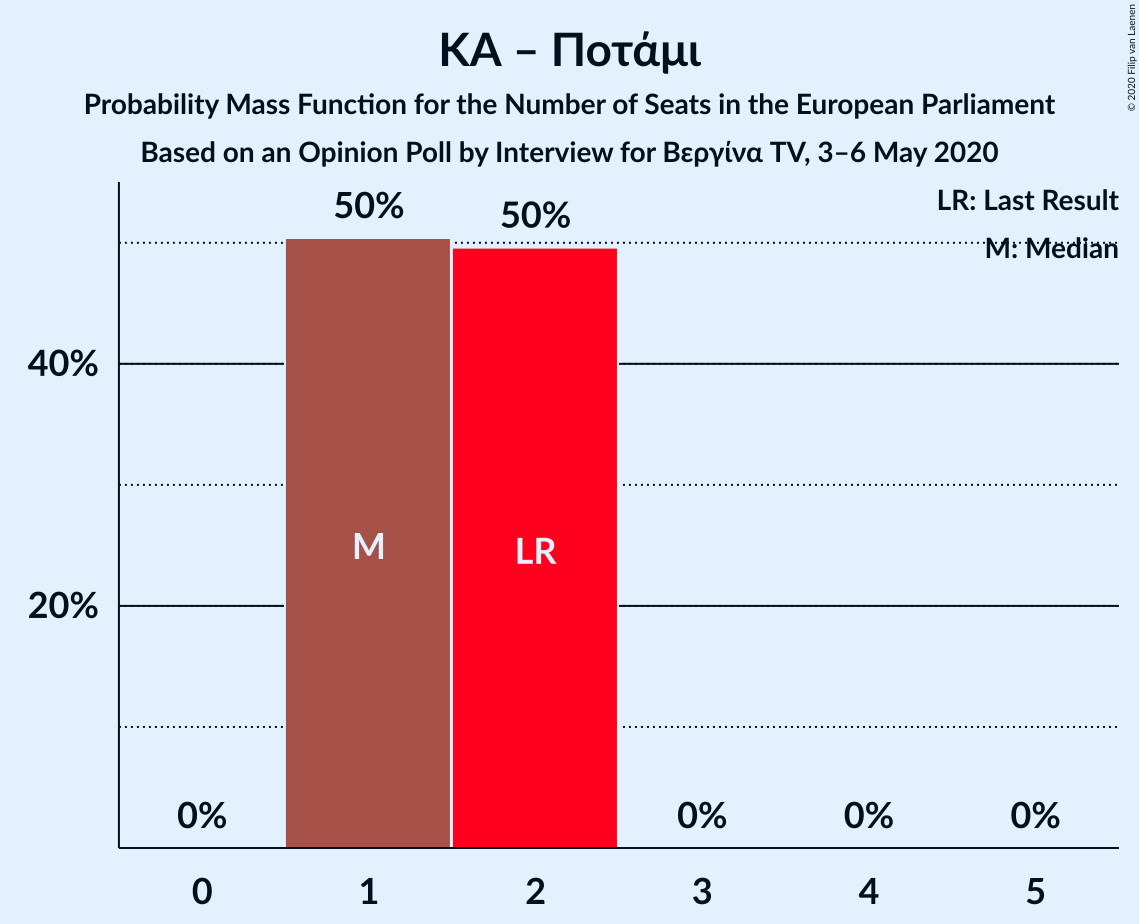 ΚΑ – Ποτάμι
Probability Mass Function for the Number of Seats in the European Parliament
Based on an Opinion Poll by Interview for Βεργίνα TV, 3–6 May 2020
© 2020 Filip van Laenen
LR: Last Result
M: Median
50%
50%
40%
20%
M
LR
0%
0%
0%
0%
0
1
2
3
4
5